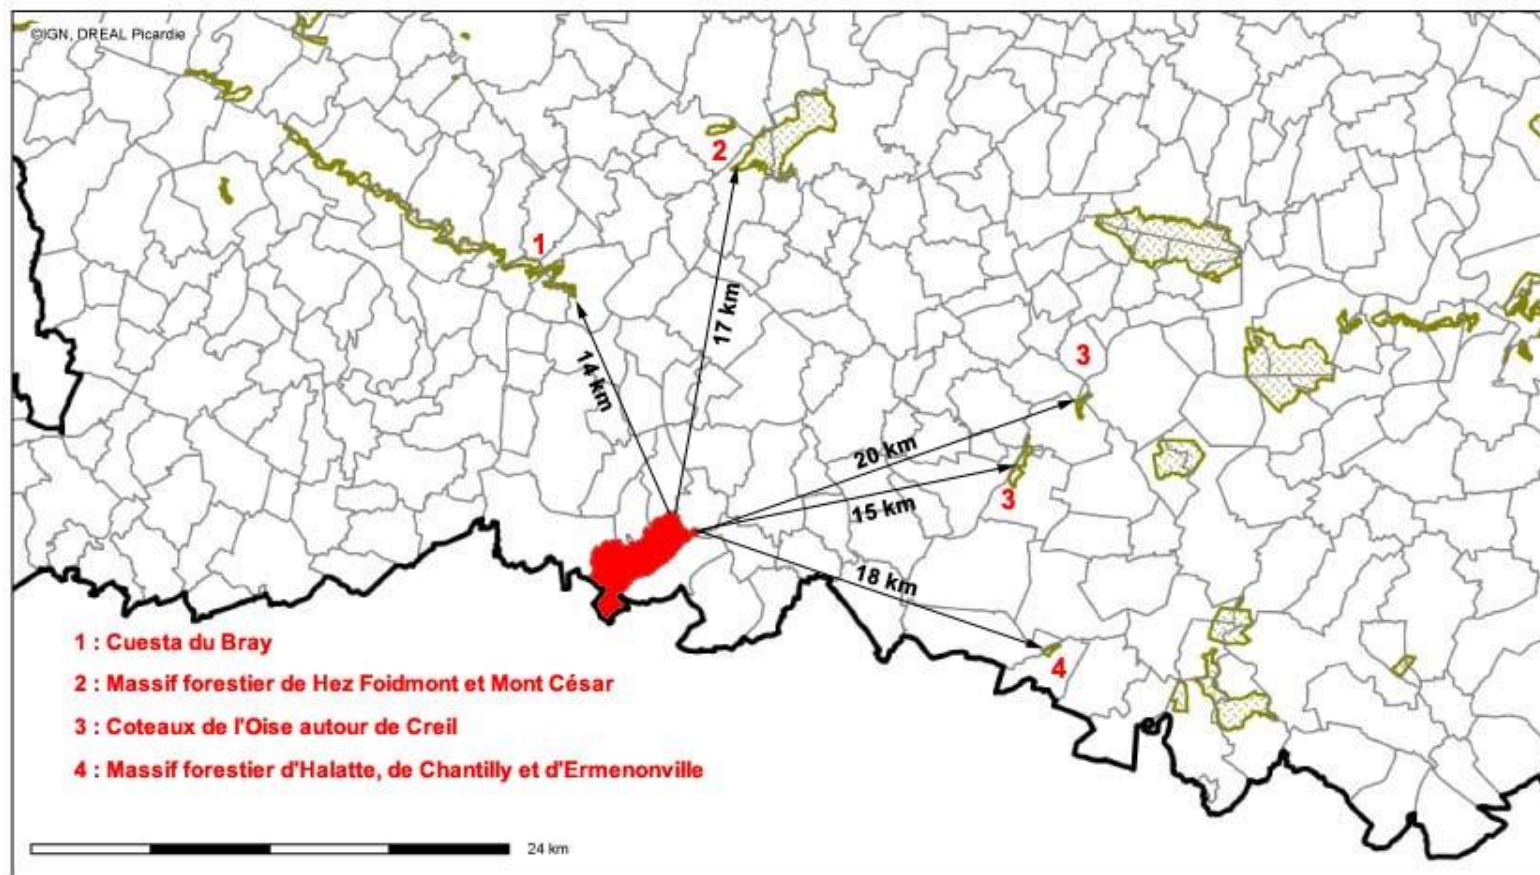 ©IGN, DREAL Picardie
2
1
17 km
14 km
3
20 km
15 km
3
18 km
4
1 : Cuesta du Bray
2 : Massif forestier de Hez Foidmont et Mont César
3 : Coteaux de l'Oise autour de Creil
4 : Massif forestier d'Halatte, de Chantilly et d'Ermenonville
24 km